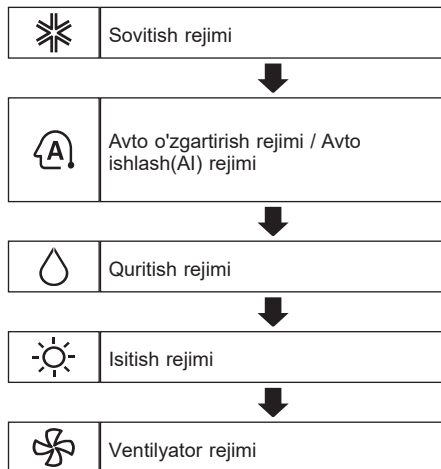 Sovitish rejimi
A
Avto o'zgartirish rejimi / Avto
ishlash(AI) rejimi
Quritish rejimi
Isitish rejimi
Ventilyator rejimi